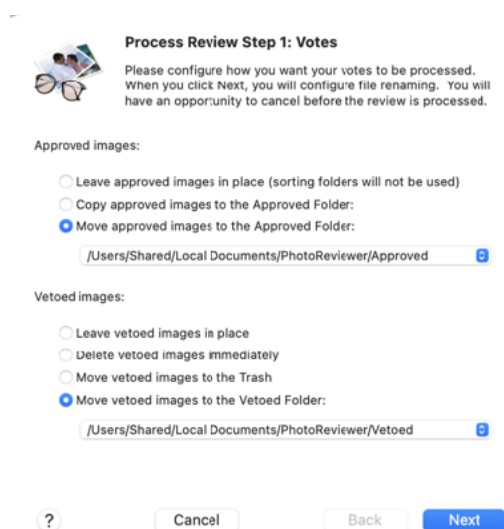 Process Review Step 1: Votes
Please configure how you want your votes to be processed.
When you click Next, you will configure file renaming. You will
have an opportunity to cancel before the review is processed.
Approved images:
Leave approved images in place (sorting folders will not be used)
Copy approved images to the Approved Folder:
Move approved images to the Approved Folder:
/Users/Shared/Local Documents/PhotoReviewer/Approved
Vetoed images:
Leave vetoed images in place
Delete vetoed images immediately
Move vetoed images to the Trash
Move vetoed images to the Vetoed Folder:
/Users/Shared/Local Documents/PhotoReviewer/Vetoed
? Cancel Back Next